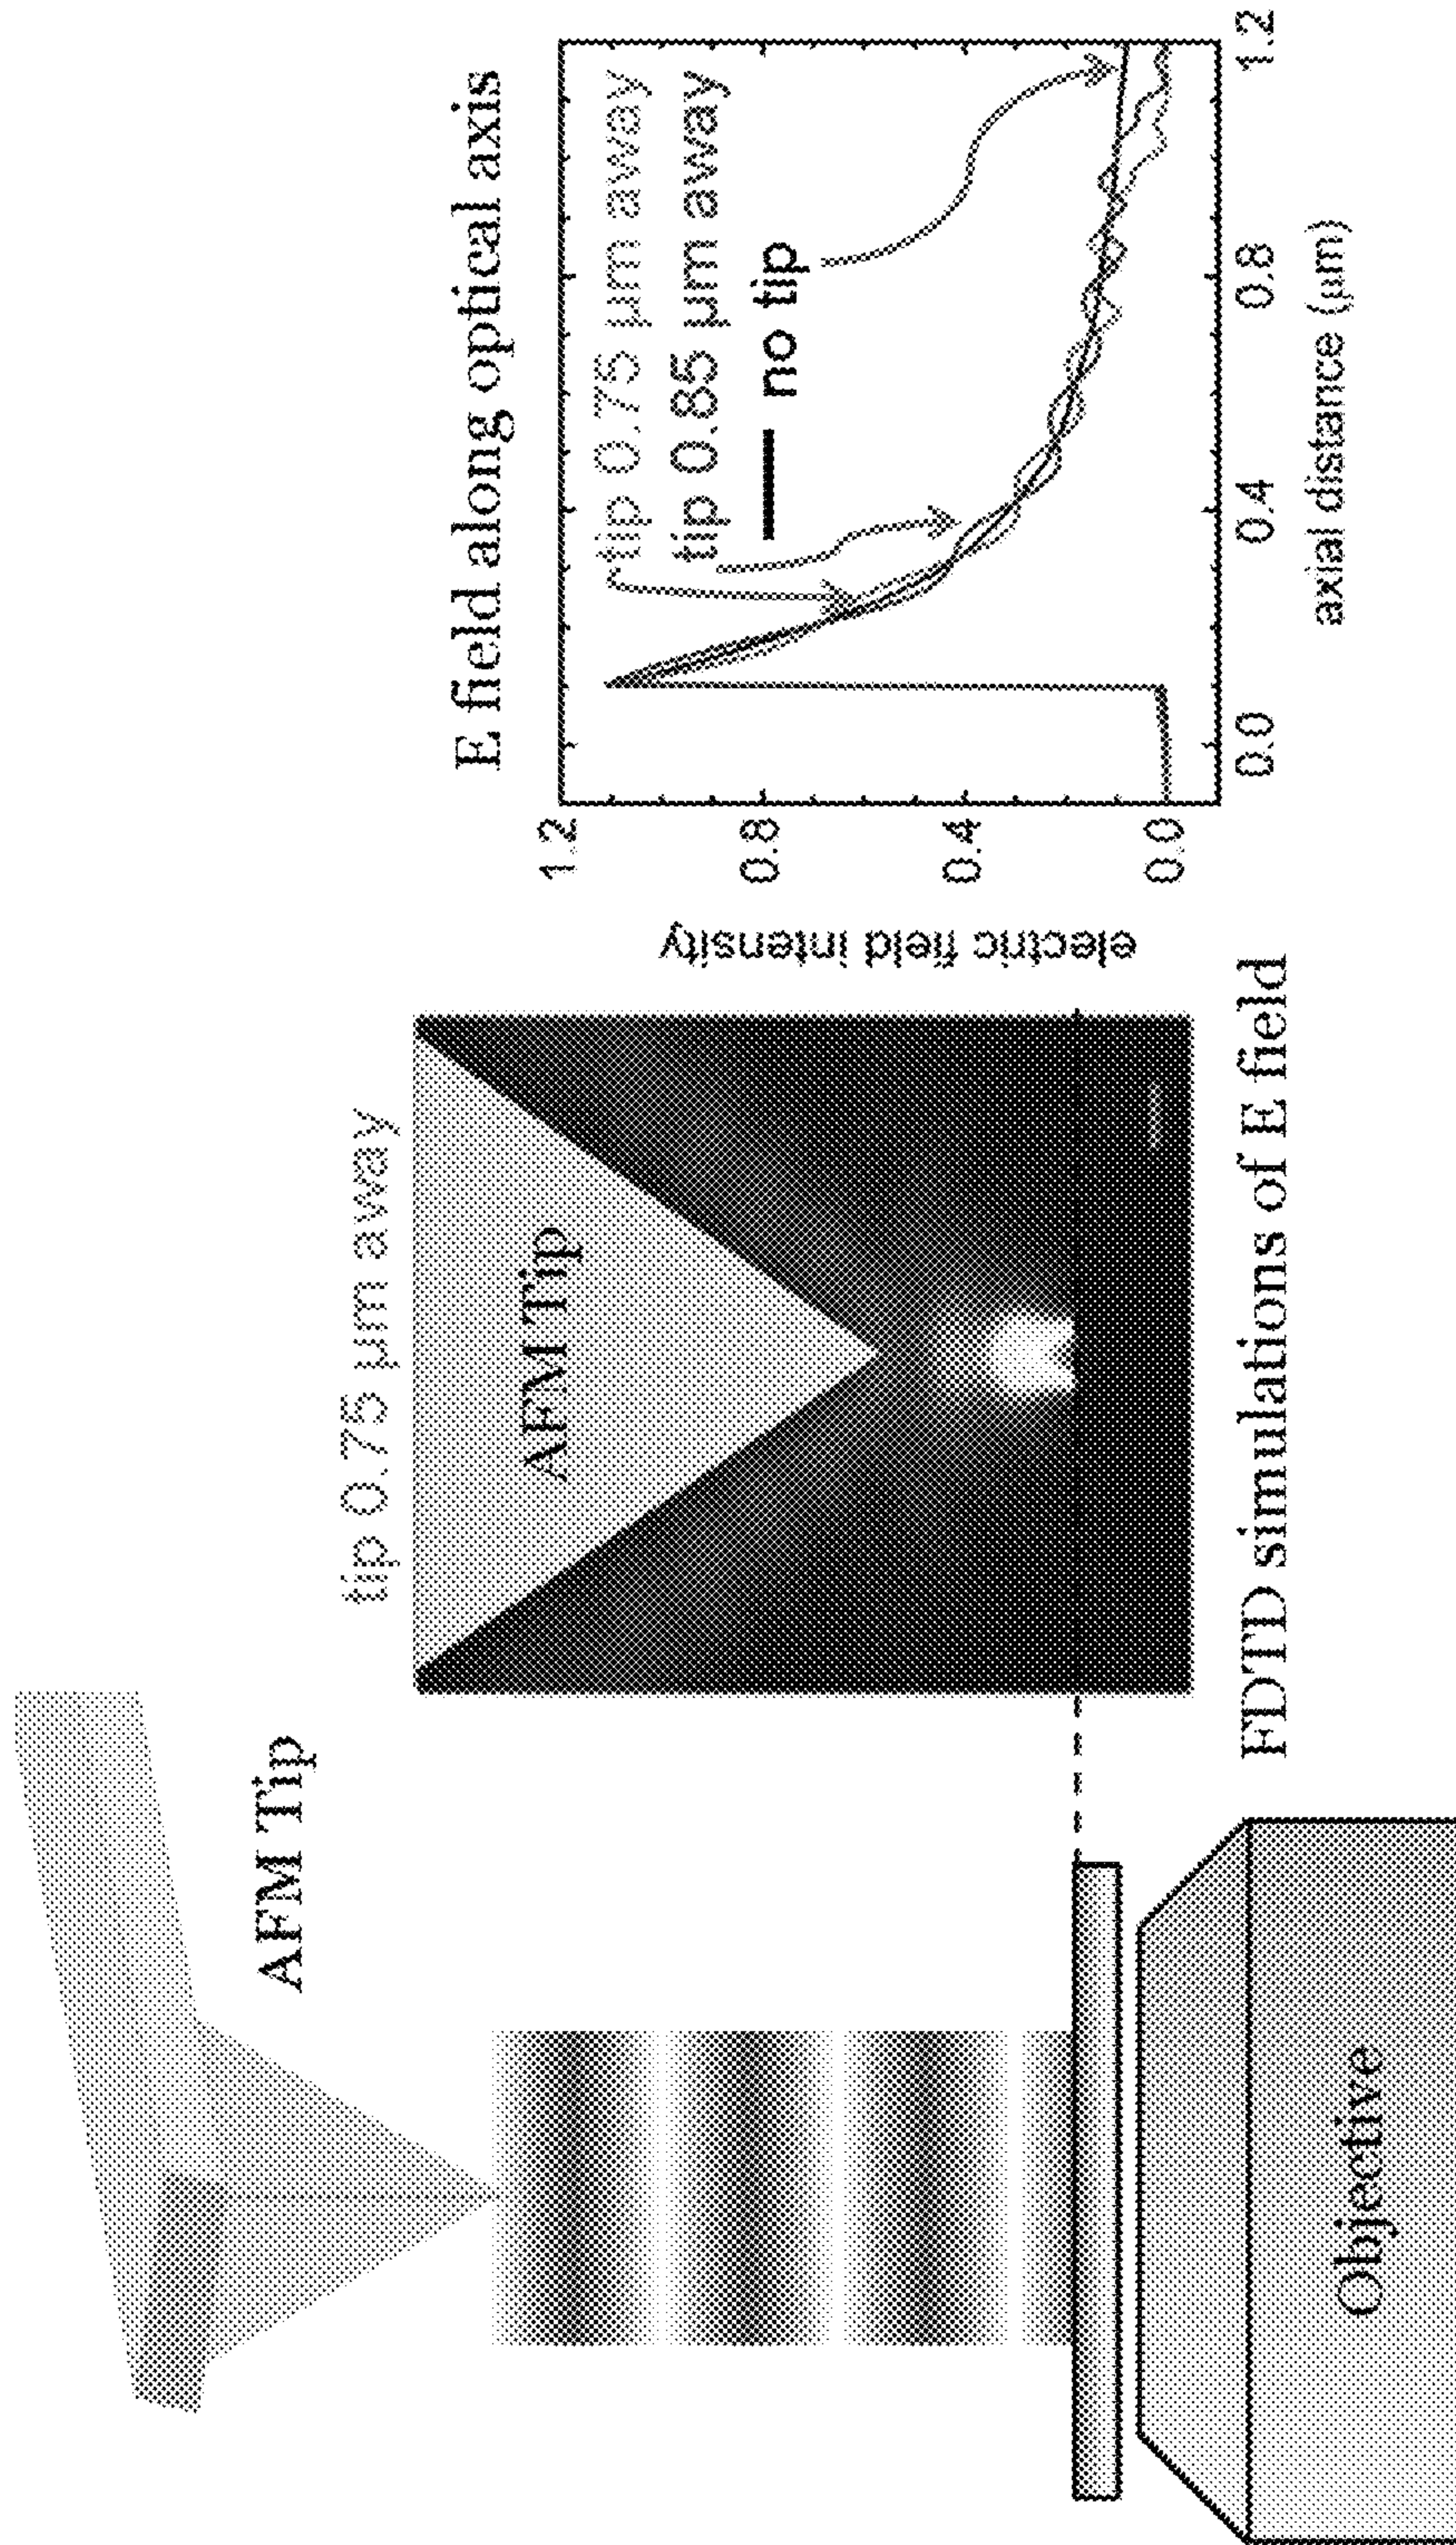 AFM Tip
Objective
tip 0.75 µm away
AFM Tip
FDTD simulations of E field
E field along optical axis
tip 0.75 µm away
tip 0.85 µm away
no tip
electric field intensity
1.2
0.8
0.4
0.0
0.0
0.4
0.8
1.2
axial distance (µm)